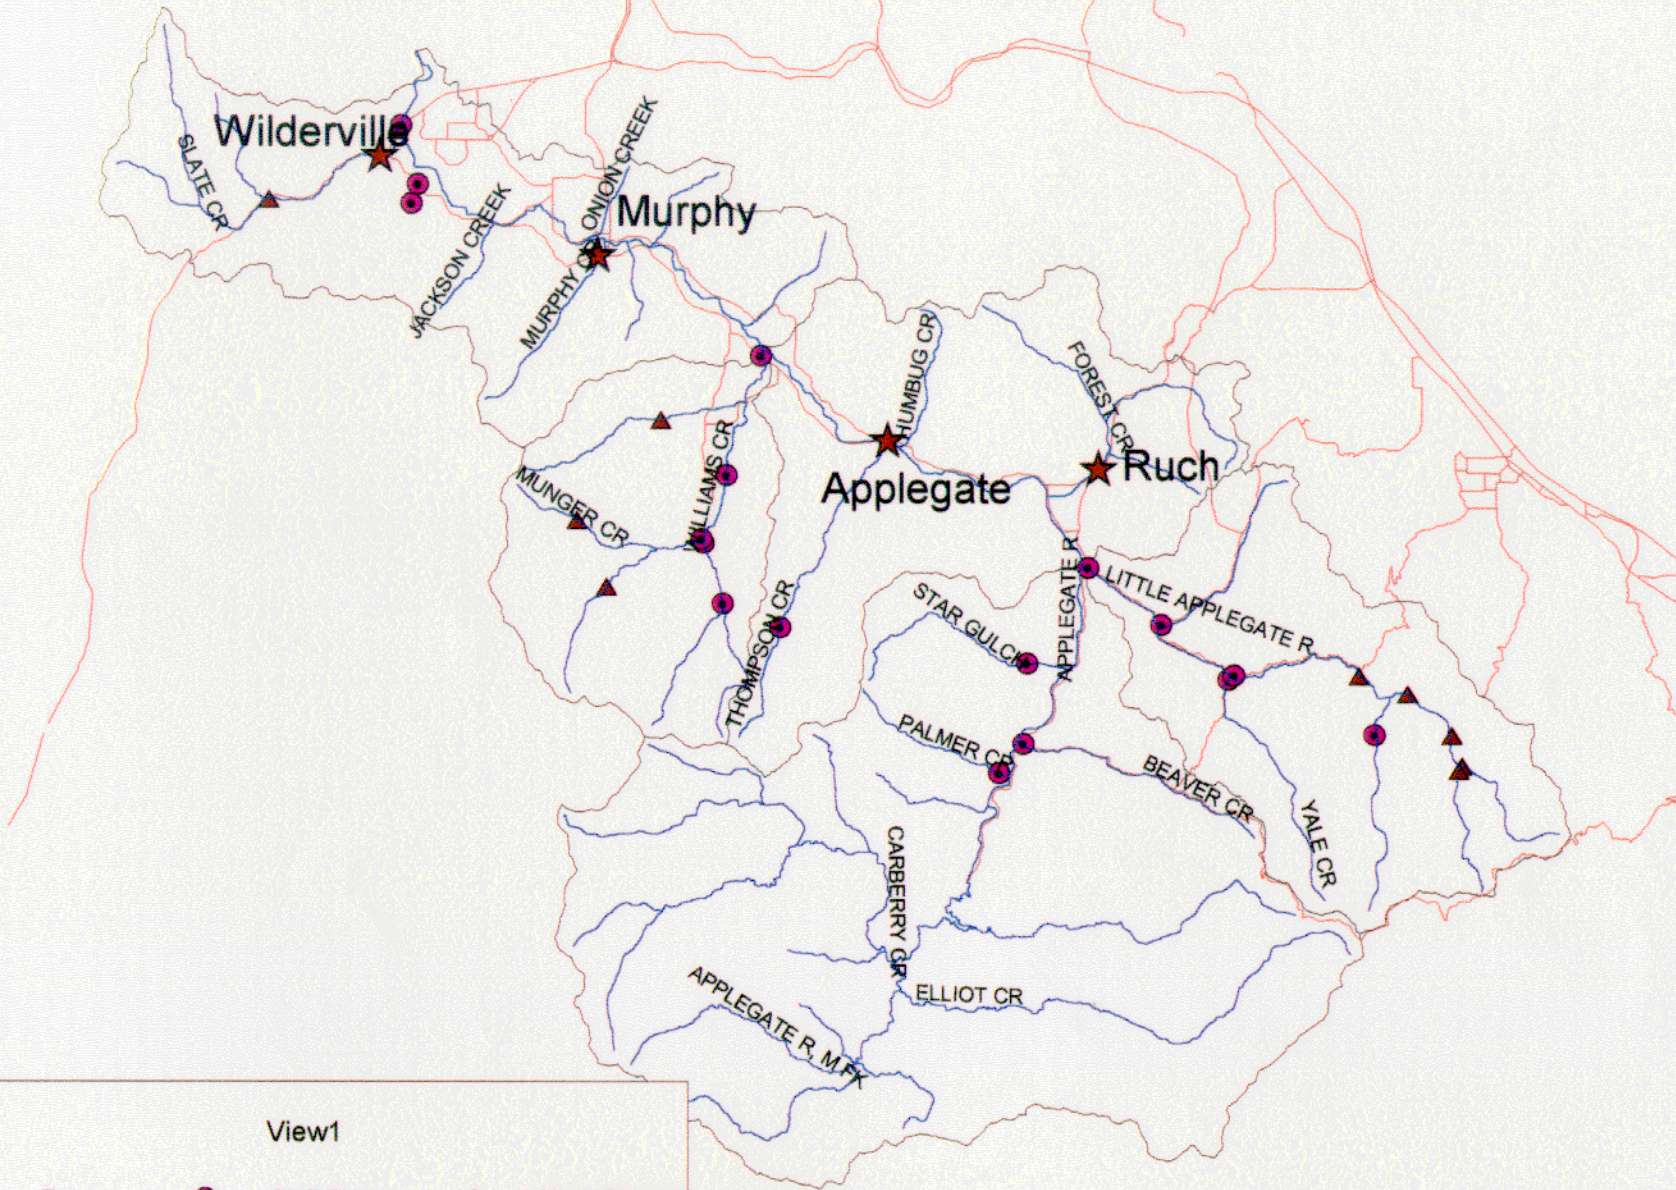 Wilderville
SLATE CR
ONION CREEK
Murphy
JACKSON CREEK
MURPHY CR
HUMBUG CR
FOREST CR
Applegate
Ruch
WILLIAMS CR
MUNGER CR
APPLEGATE R
LITTLE APPLEGATE R
STAR GULCH
THOMPSON CR
PALMER CR
BEAVER CR
YALE CR
CARBERRY CR
ELLIOT CR
APPLEGATE R, M FK
View1